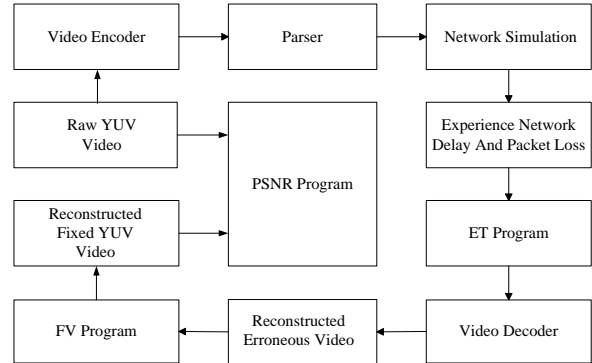 Video Encoder
Parser
Network Simulation
Raw YUV
Video
PSNR Program
Experience Network
Delay And Packet Loss
Reconstructed
Fixed YUV
Video
ET Program
FV Program
Reconstructed
Erroneous Video
Video Decoder